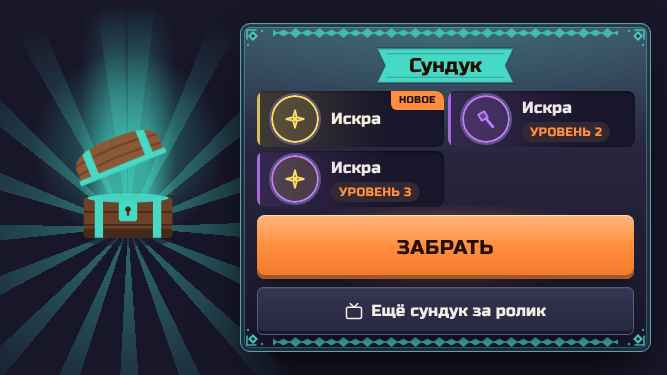 Сундук
Искра
НОВОЕ
Искра
УРОВЕНЬ 2
Искра
УРОВЕНЬ 3
ЗАБРАТЬ
Ещё сундук за ролик